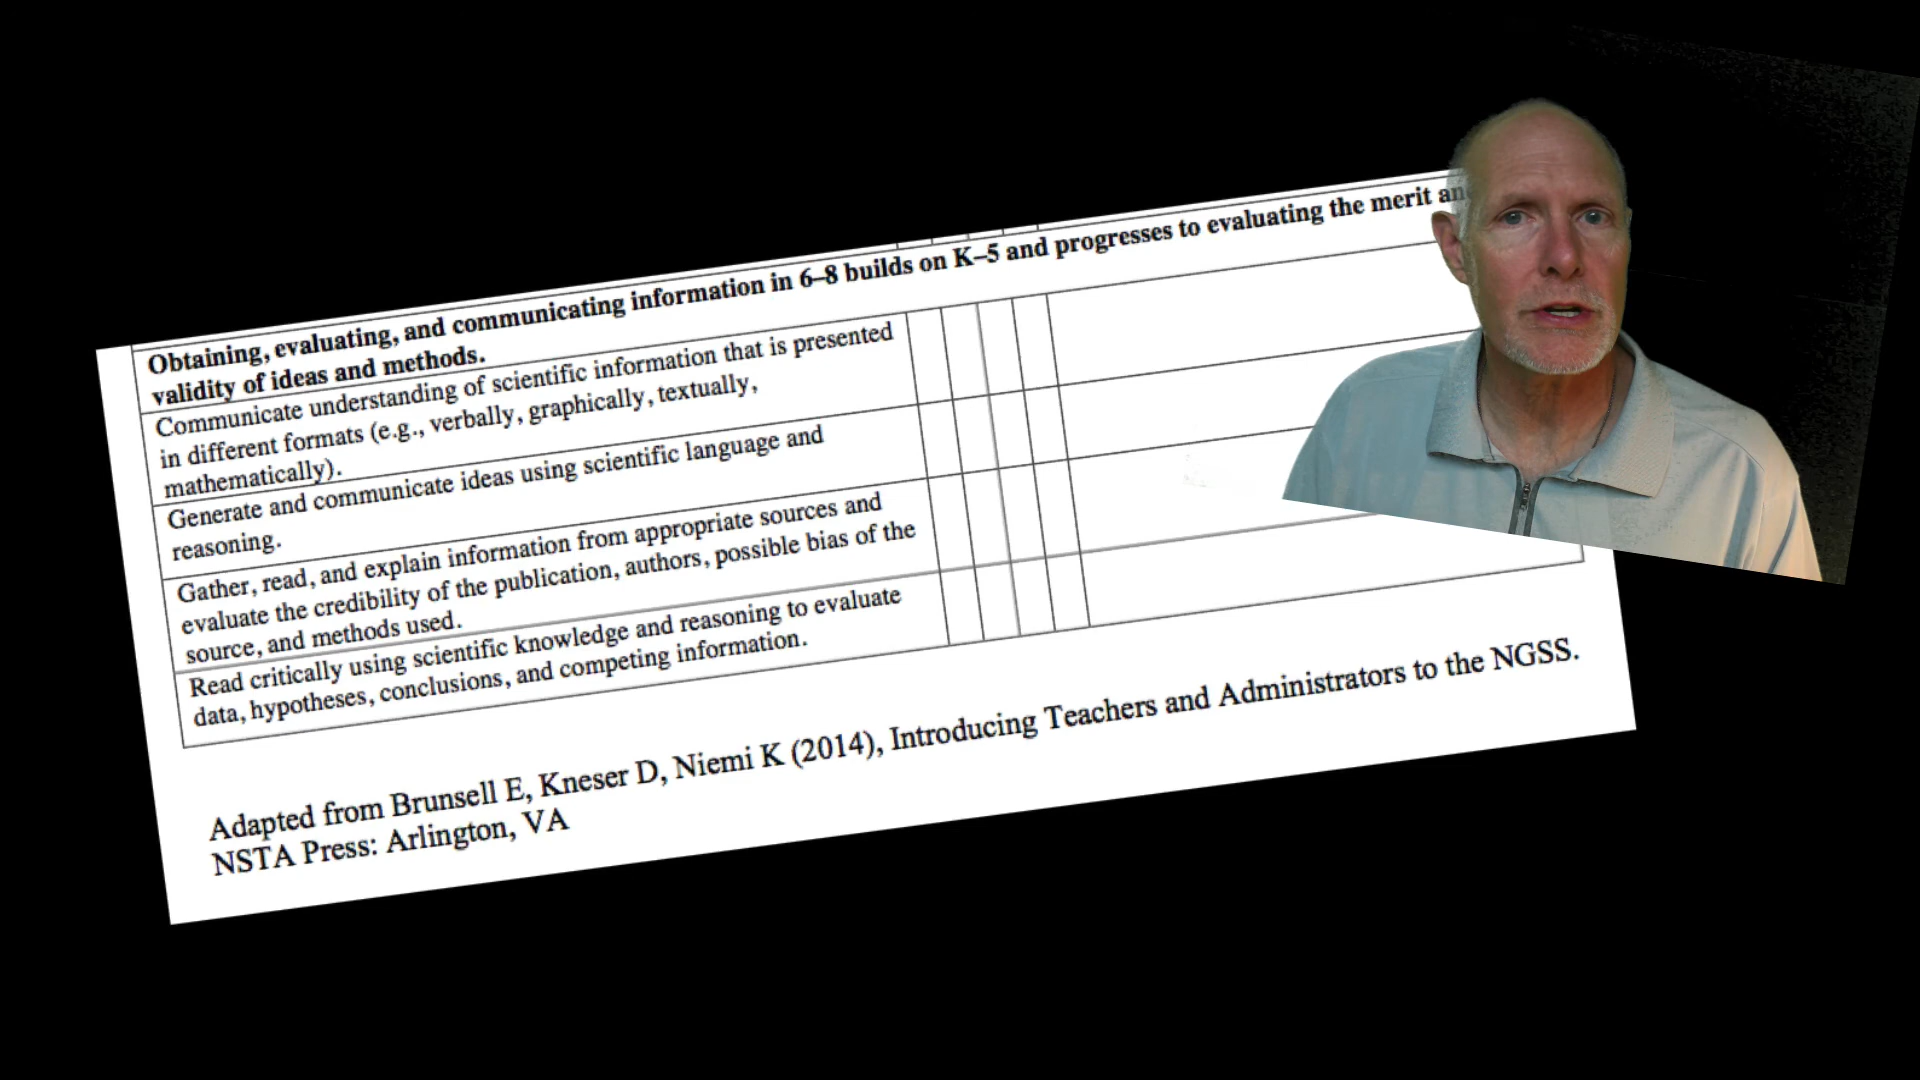 Obtaining, evaluating, and communicating information in 6–8 builds on K–5 and progresses to evaluating the merit
validity of ideas and methods.
Communicate understanding of scientific information that is presented
in different formats (e.g., verbally, graphically, textually,
mathematically).
Generate and communicate ideas using scientific language and
reasoning.
Gather, read, and explain information from appropriate sources and
evaluate the credibility of the publication, authors, possible bias of the
source, and methods used.
Read critically using scientific knowledge and reasoning to evaluate
data, hypotheses, conclusions, and competing information.
Adapted from Brunsell E, Kneser D, Niemi K (2014), Introducing Teachers and Administrators to the NGSS.
NSTA Press: Arlington, VA